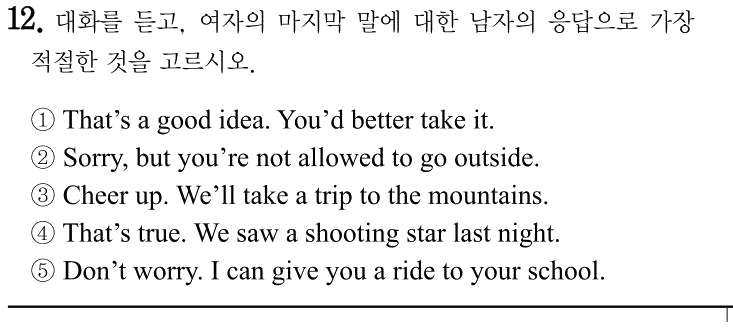 12. 대화를 듣고, 여자의 마지막 말에 대한 남자의 응답으로 가장
적절한 것을 고르시오.
① That's a good idea. You'd better take it.
② Sorry, but you're not allowed to go outside.
③ Cheer up. We'll take a trip to the mountains.
④ That's true. We saw a shooting star last night.
⑤ Don't worry. I can give you a ride to your school.